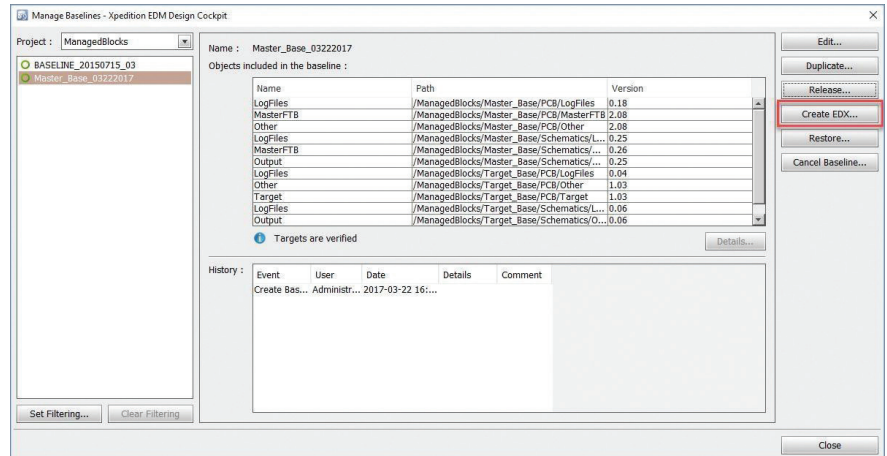 Manage Baselines - Xpedition EDM Design Cockpit
Project : ManagedBlocks
BASELINE_20150715_03
Master_Base_03222017
Set Filtering... Clear Filtering
Name : Master_Base_03222017
Objects included in the baseline :
Name Path Version
LogFiles /ManagedBlocks/Master_Base/PCB/LogFiles 0.18
MasterFTB /ManagedBlocks/Master_Base/PCB/MasterFTB 2.08
Other /ManagedBlocks/Master_Base/PCB/Other 2.08
LogFiles /ManagedBlocks/Master_Base/Schematics/L... 0.25
MasterFTB /ManagedBlocks/Master_Base/Schematics/... 0.26
Output /ManagedBlocks/Master_Base/Schematics/... 0.25
LogFiles /ManagedBlocks/Target_Base/PCB/LogFiles 0.04
Other /ManagedBlocks/Target_Base/PCB/Other 1.03
Target /ManagedBlocks/Target_Base/PCB/Target 1.03
LogFiles /ManagedBlocks/Target_Base/Schematics/L... 0.06
Output /ManagedBlocks/Target_Base/Schematics/O... 0.06
Targets are verified
Details...
History :
Event User Date Details Comment
Create Bas... Administr... 2017-03-22 16:...
Edit...
Duplicate...
Release...
Create EDX...
Restore...
Cancel Baseline...
Close